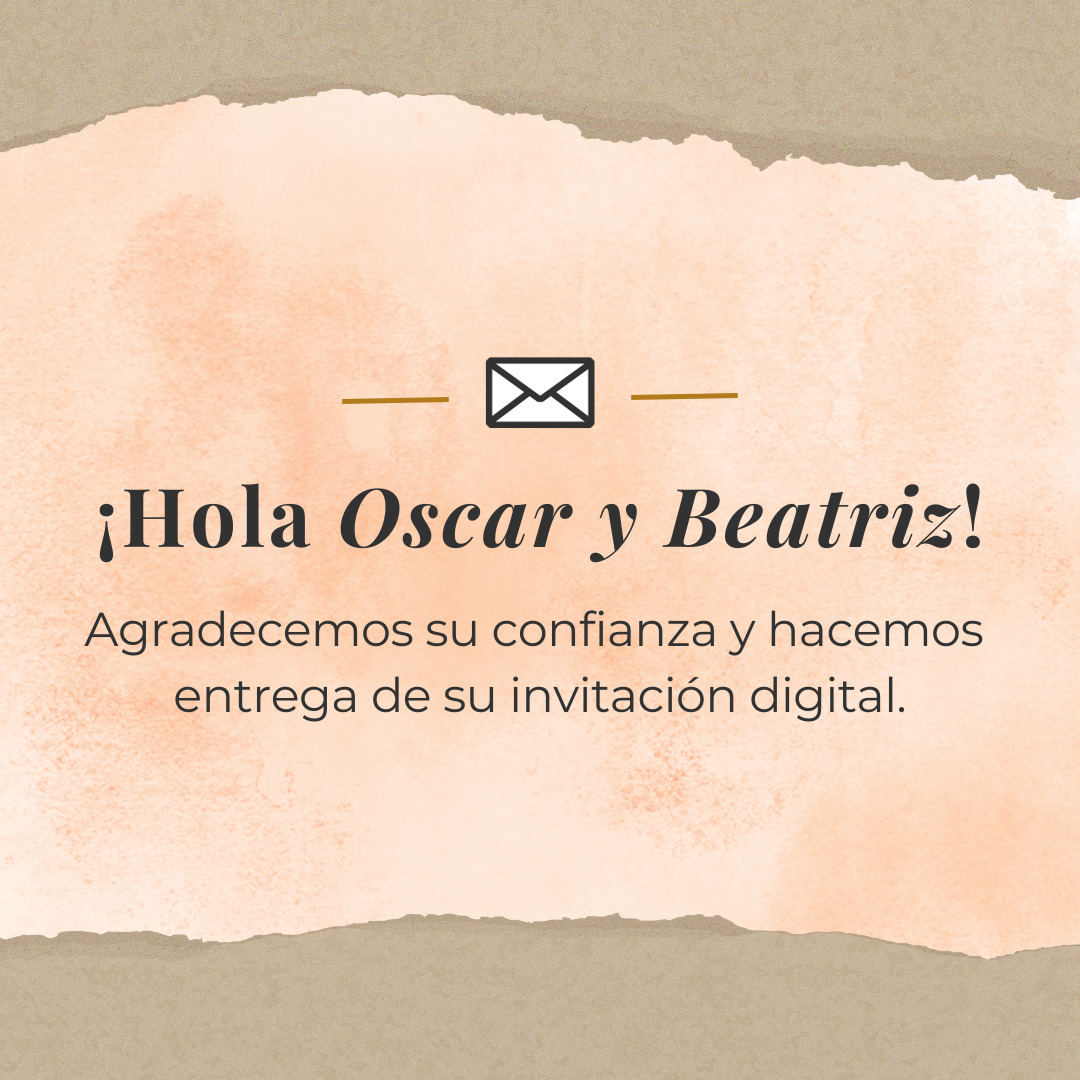 ¡Hola Oscar y Beatriz!
Agradecemos su confianza y hacemos
entrega de su invitación digital.